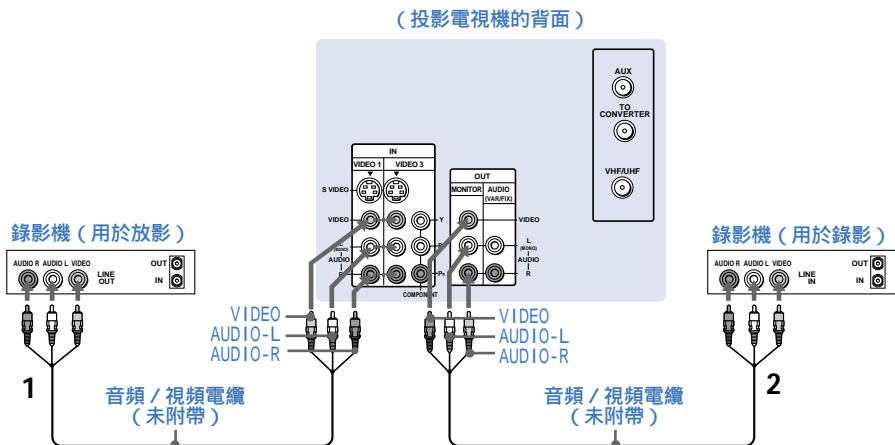 （投影電視機的背面）
AUX
TO
CONVERTER
VHF/UHF
IN
VIDEO 1 VIDEO 3
S VIDEO
VIDEO
Y
L
(MONO)
AUDIO
R
PR
COMPONENT
OUT
MONITOR AUDIO
(VAR/FIX)
VIDEO
L
(MONO)
AUDIO
R
錄影機（用於放影）
AUDIO R AUDIO L VIDEO
LINE
OUT
OUT
IN
錄影機（用於錄影）
AUDIO R AUDIO L VIDEO
LINE
IN
OUT
IN
VIDEO
AUDIO-L
AUDIO-R
VIDEO
AUDIO-L
AUDIO-R
1
音頻 / 視頻電纜
（未附帶）
音頻 / 視頻電纜
（未附帶）
2